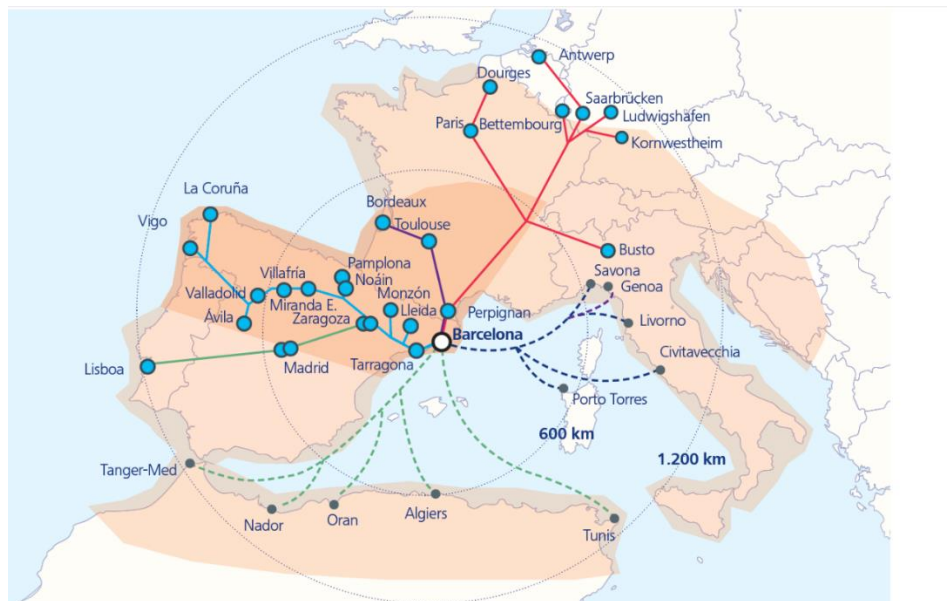 Antwerp
Dourges
Saarbrücken
Ludwigshafen
Paris
Bettembourg
Kornwestheim
La Coruña
Bordeaux
Vigo
Toulouse
Busto
Pamplona
Villafría
Savona
Noáin
Genoa
Valladolid
Monzón
Miranda E.
Lleida
Perpignan
Ávila
Zaragoza
Livorno
Barcelona
Civitavecchia
Lisboa
Madrid
Tarragona
Porto Torres
600 km
1.200 km
Tanger-Med
Nador
Oran
Algiers
Tunis